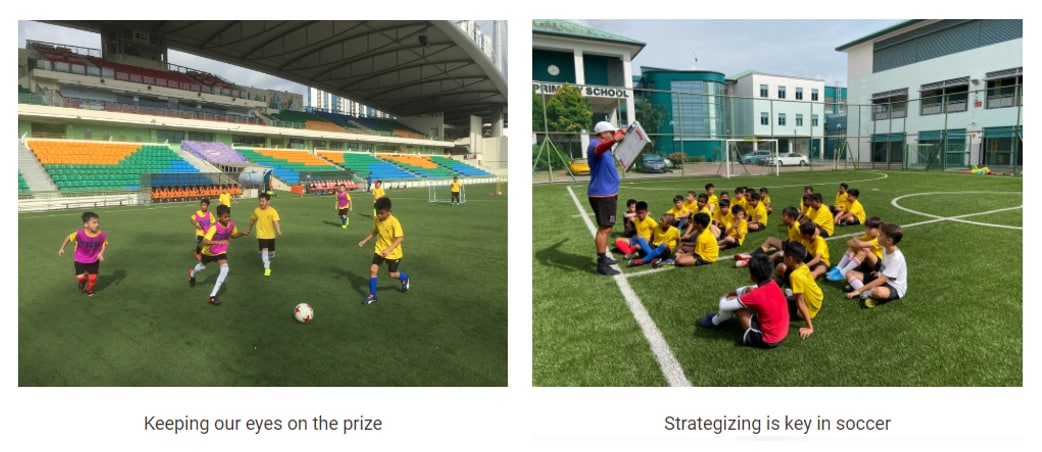 PRIMARY SCHOOL
Keeping our eyes on the prize
Strategizing is key in soccer